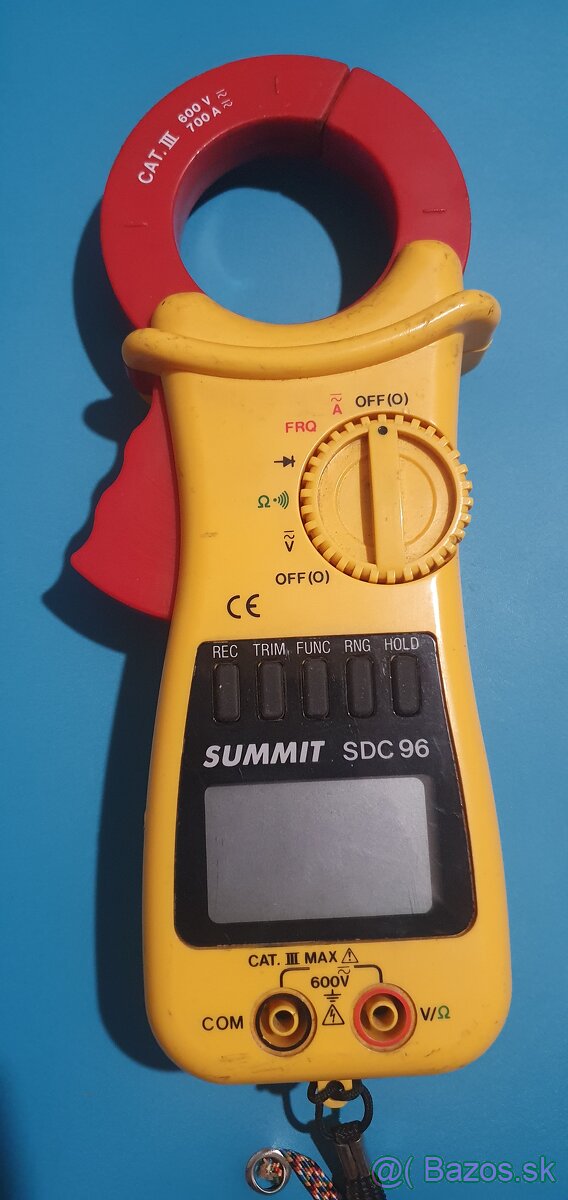 CAT. III 600 V
700 A
OFF(O)
A
FRQ
Ω
V
OFF(O)
CE
REC TRIM FUNC RNG HOLD
SUMMIT SDC 96
CAT. III MAX
600V
COM V/Ω
@( Bazos.sk